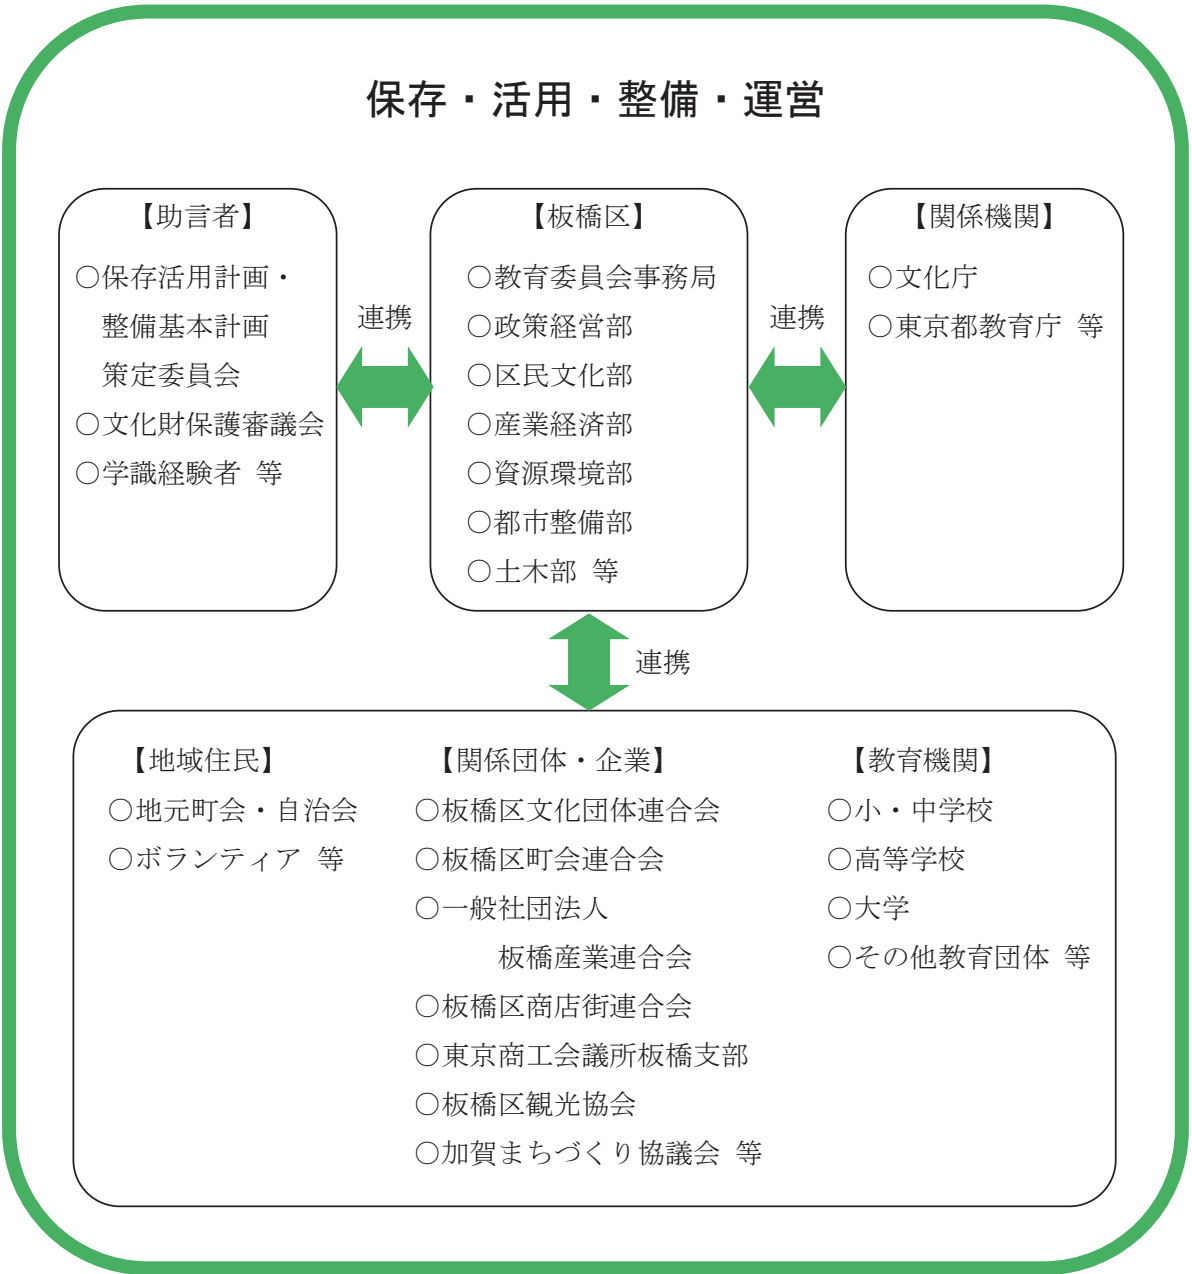 保存・活用・整備・運営
【助言者】
○保存活用計画・
整備基本計画
策定委員会
○文化財保護審議会
○学識経験者 等
連携
【板橋区】
○教育委員会事務局
○政策経営部
○区民文化部
○産業経済部
○資源環境部
○都市整備部
○土木部 等
連携
【関係機関】
○文化庁
○東京都教育庁 等
連携
【地域住民】
○地元町会・自治会
○ボランティア 等
【関係団体・企業】
○板橋区文化団体連合会
○板橋区町会連合会
○一般社団法人
板橋産業連合会
○板橋区商店街連合会
○東京商工会議所板橋支部
○板橋区観光協会
○加賀まちづくり協議会 等
【教育機関】
○小・中学校
○高等学校
○大学
○その他教育団体 等